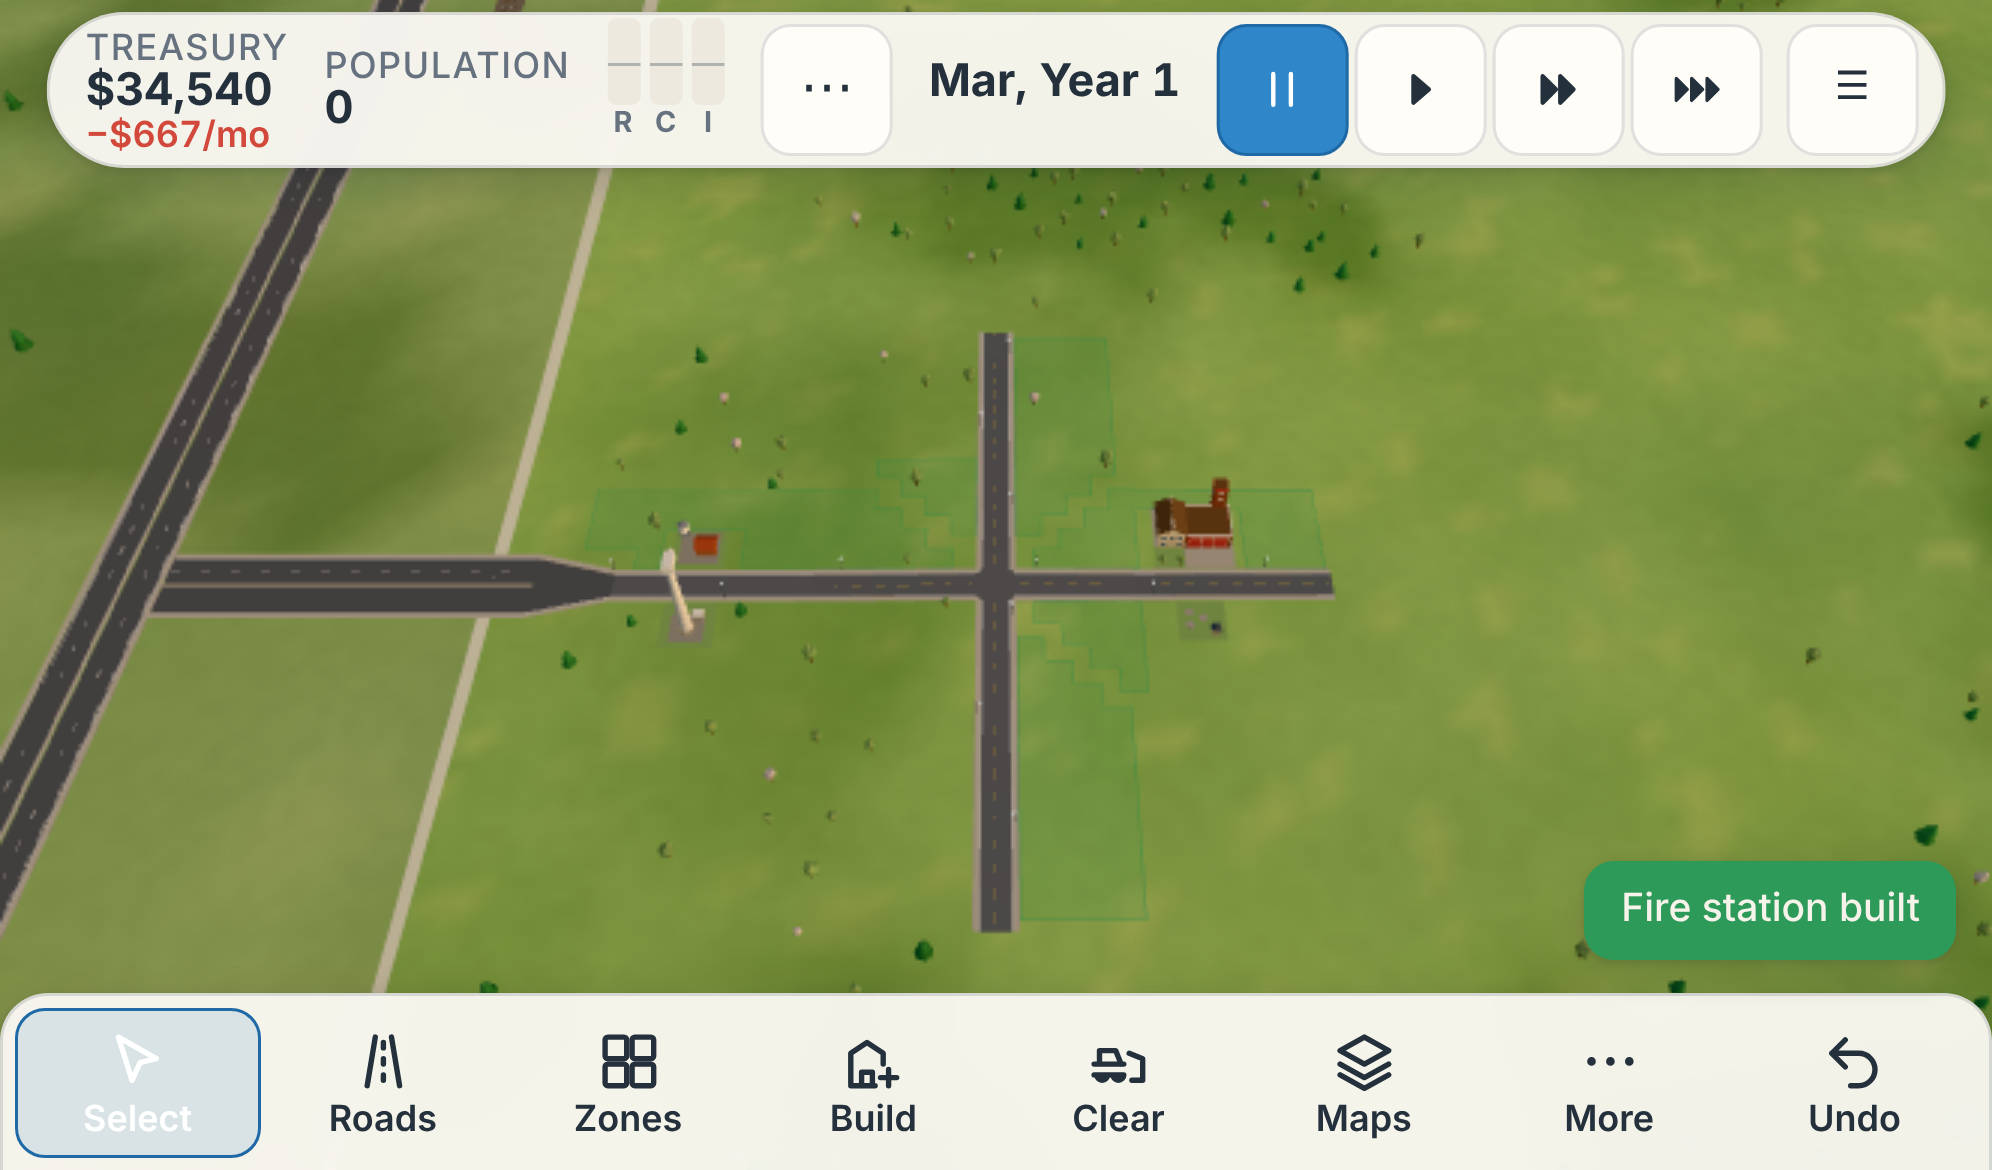 TREASURY
$34,540
−$667/mo
POPULATION
0
R C I
...
Mar, Year 1
Fire station built
Select
Roads
Zones
Build
Clear
Maps
More
Undo